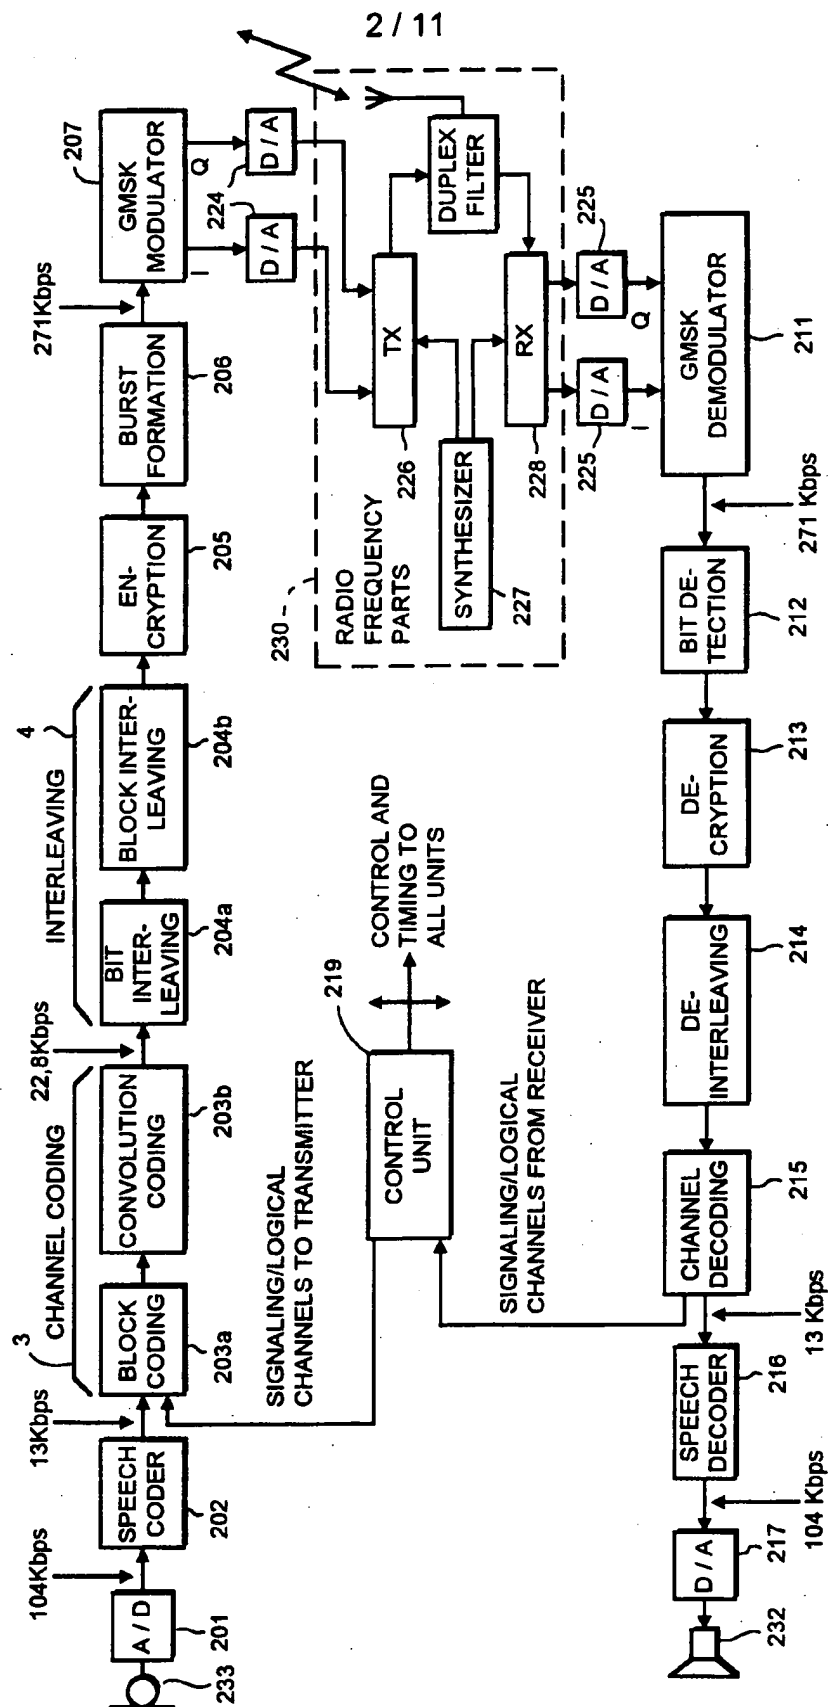 2 / 11
233
A / D
201
104Kbps
SPEECH
CODER
202
13Kbps
3
CHANNEL CODING
BLOCK
CODING
203a
CONVOLUTION
CODING
203b
22,8Kbps
4
INTERLEAVING
BIT
INTER-
LEAVING
204a
BLOCK INTER-
LEAVING
204b
EN-
CRYPTION
205
BURST
FORMATION
206
271Kbps
GMSK
MODULATOR
207
I
Q
224
D / A
D / A
SIGNALING/LOGICAL
CHANNELS TO TRANSMITTER
CONTROL
UNIT
219
CONTROL AND
TIMING TO
ALL UNITS
SIGNALING/LOGICAL
CHANNELS FROM RECEIVER
230
RADIO
FREQUENCY
PARTS
SYNTHESIZER
227
TX
226
DUPLEX
FILTER
RX
228
D / A
225
D / A
225
I
Q
GMSK
DEMODULATOR
211
271 Kbps
BIT DE-
TECTION
212
DE-
CRYPTION
213
DE-
INTERLEAVING
214
CHANNEL
DECODING
215
13 Kbps
SPEECH
DECODER
216
104 Kbps
D / A
217
232